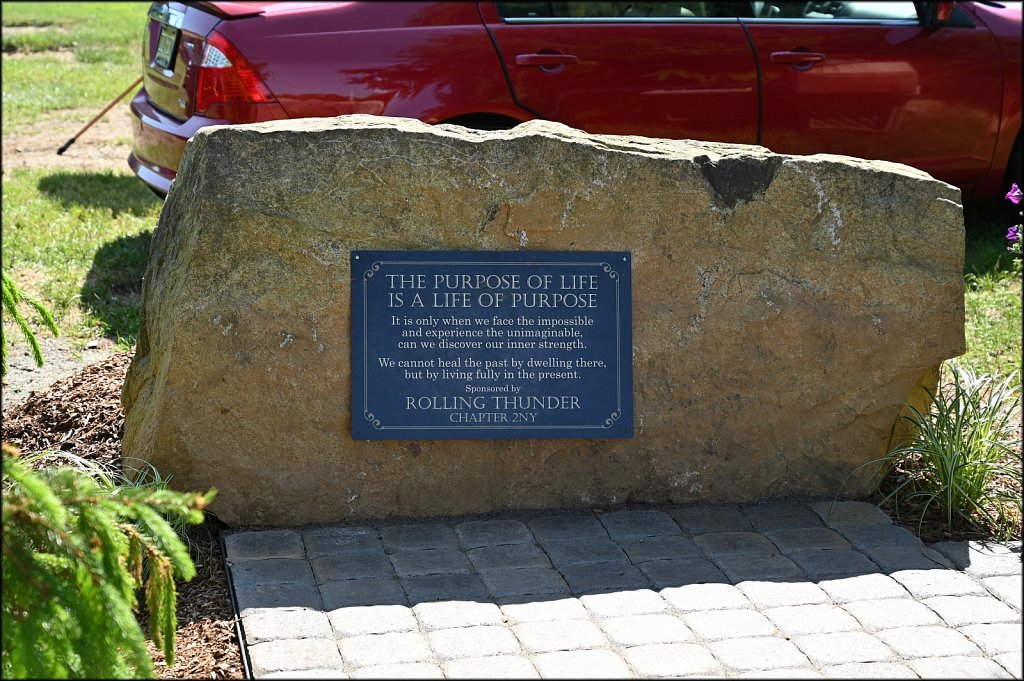 THE PURPOSE OF LIFE
IS A LIFE OF PURPOSE
It is only when we face the impossible
and experience the unimaginable,
can we discover our inner strength.
We cannot heal the past by dwelling there,
but by living fully in the present.
Sponsored by
ROLLING THUNDER
CHAPTER 2NY